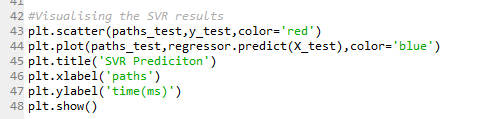 42 #Visualising the SVR results
43 plt.scatter(paths_test,y_test,color='red')
44 plt.plot(paths_test,regressor.predict(X_test),color='blue')
45 plt.title('SVR Prediciton')
46 plt.xlabel('paths')
47 plt.ylabel('time(ms)')
48 plt.show()